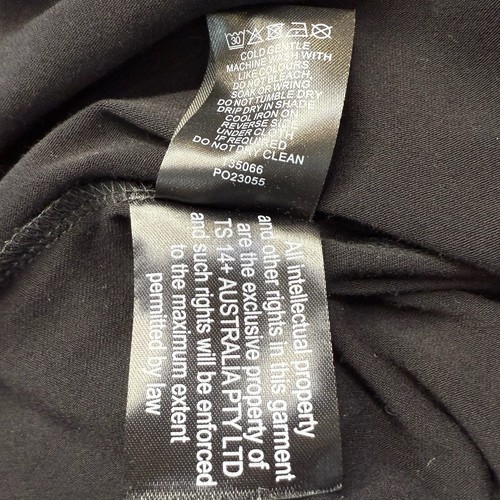 30
COLD GENTLE
MACHINE WASH WITH
LIKE COLOURS
DO NOT BLEACH
SOAK OR WRING
DO NOT TUMBLE DRY
DRIP DRY IN SHADE
COOL IRON ON
REVERSE SIDE
UNDER CLOTH
IF REQUIRED
DO NOT DRY CLEAN
35066
PO23055
All intellectual property
and other rights in this garment
are the exclusive property of
TS 14+ AUSTRALIA PTY LTD
and such rights will be enforced
to the maximum extent
permitted by law